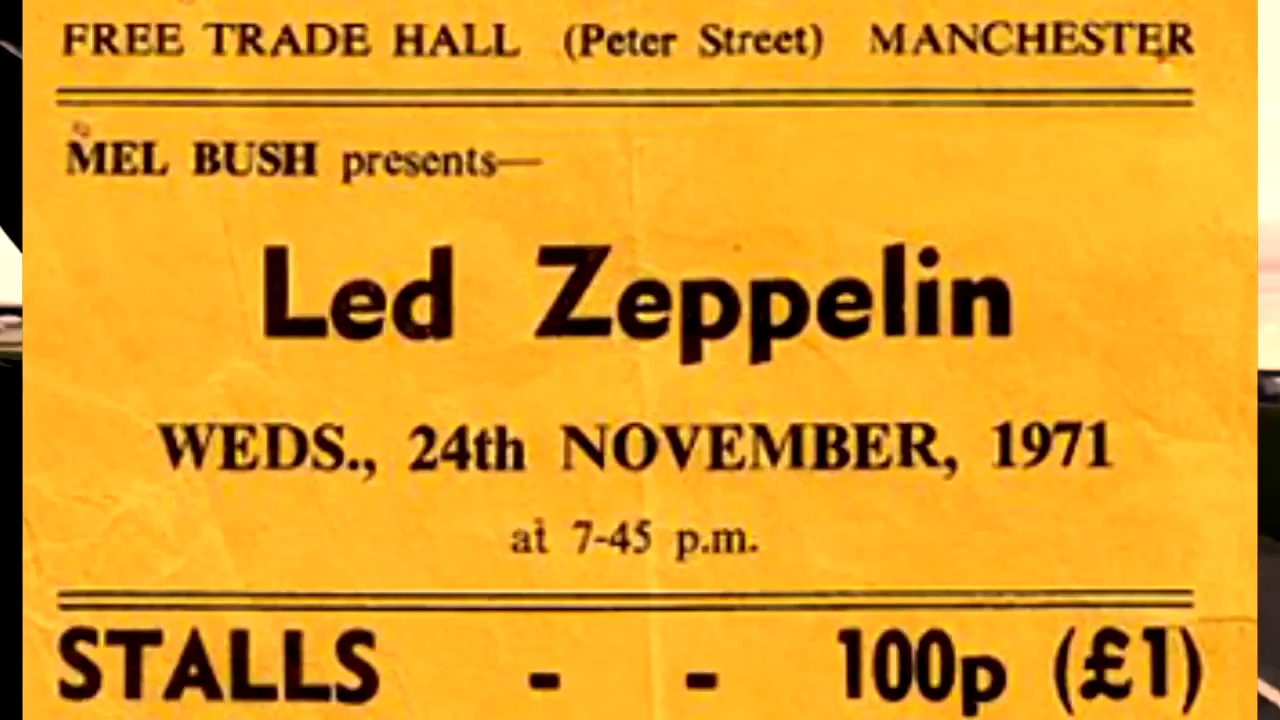 FREE TRADE HALL (Peter Street) MANCHESTER
MEL BUSH presents—
Led Zeppelin
WEDS., 24th NOVEMBER, 1971
at 7-45 p.m.
STALLS - - 100p (£1)